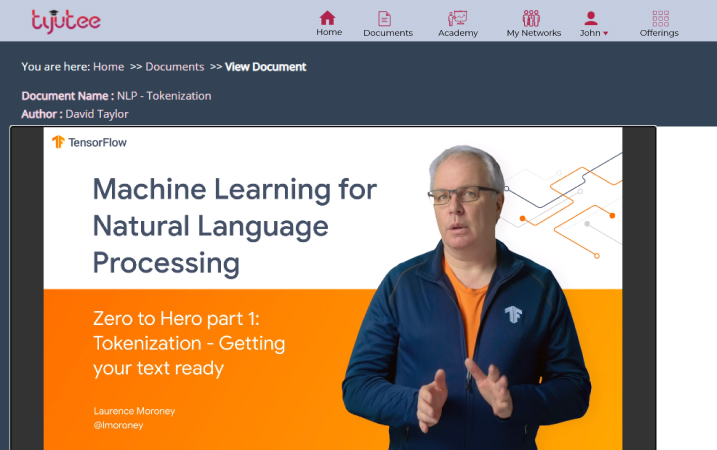 tyutee
Home
Documents
Academy
My Networks
John
Offerings
You are here: Home >> Documents >> View Document
Document Name : NLP - Tokenization
Author : David Taylor
TensorFlow
Machine Learning for
Natural Language
Processing
Zero to Hero part 1:
Tokenization - Getting
your text ready
Laurence Moroney
@lmoroney